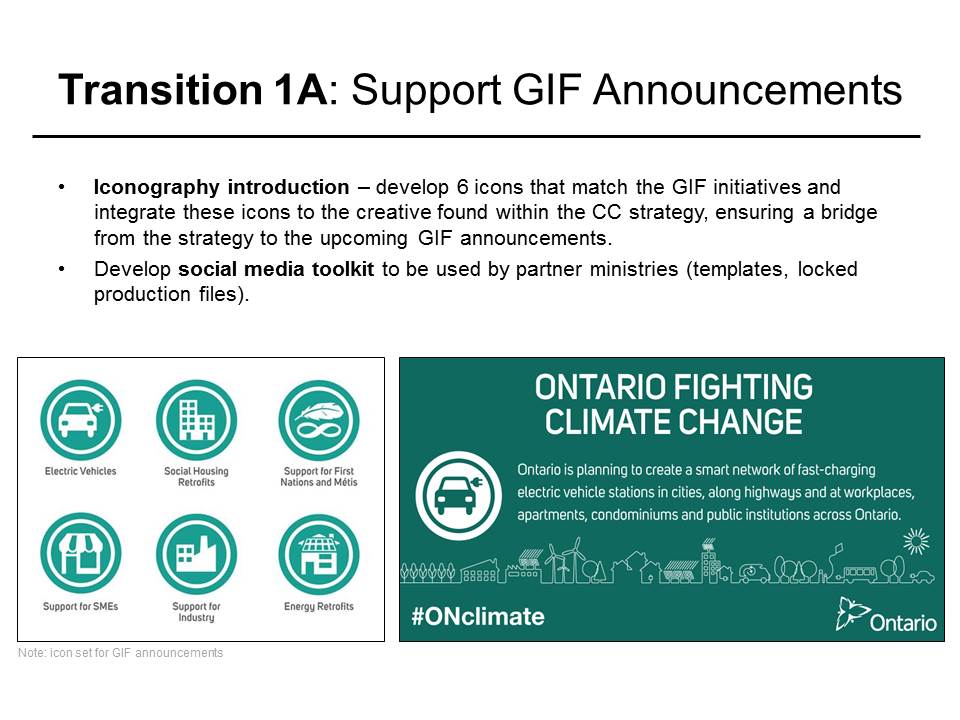 Transition 1A: Support GIF Announcements
• Iconography introduction – develop 6 icons that match the GIF initiatives and
integrate these icons to the creative found within the CC strategy, ensuring a bridge
from the strategy to the upcoming GIF announcements.
• Develop social media toolkit to be used by partner ministries (templates, locked
production files).
Electric Vehicles
Social Housing
Retrofits
Support for First
Nations and Métis
Support for SMEs
Support for
Industry
Energy Retrofits
ONTARIO FIGHTING
CLIMATE CHANGE
Ontario is planning to create a smart network of fast-charging
electric vehicle stations in cities, along highways and at workplaces,
apartments, condominiums and public institutions across Ontario.
#ONclimate
Ontario
Note: icon set for GIF announcements